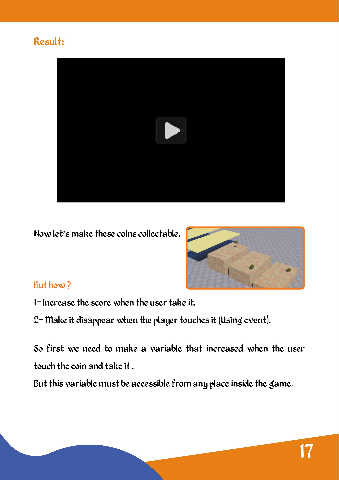 Result:
Now let's make these coins collectable.
But how ?
1- Increase the score when the user take it.
2- Make it disappear when the player touches it (Using event).
So first we need to make a variable that increased when the user
touch the coin and take it .
But this variable must be accessible from any place inside the game.
17